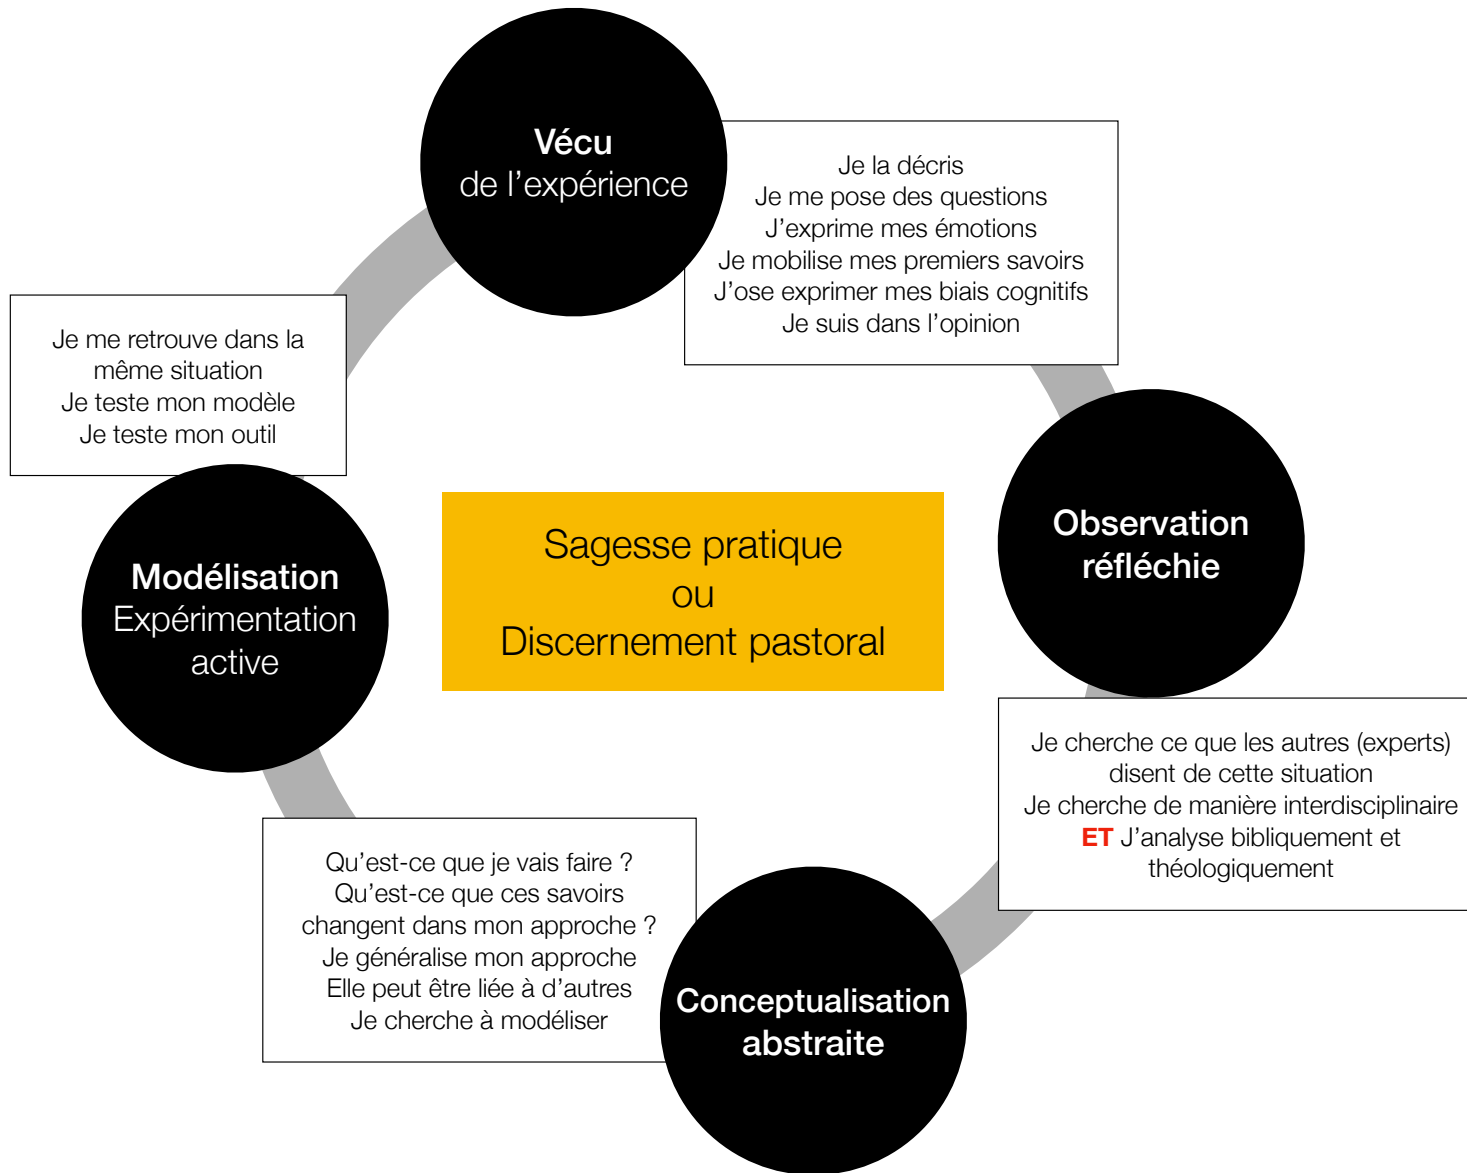 Vécu
de l’expérience
Je la décris
Je me pose des questions
J’exprime mes émotions
Je mobilise mes premiers savoirs
J’ose exprimer mes biais cognitifs
Je suis dans l’opinion
Observation
réfléchie
Je cherche ce que les autres (experts)
disent de cette situation
Je cherche de manière interdisciplinaire
ET J’analyse bibliquement et
théologiquement
Conceptualisation
abstraite
Qu’est-ce que je vais faire ?
Qu’est-ce que ces savoirs
changent dans mon approche ?
Je généralise mon approche
Elle peut être liée à d’autres
Je cherche à modéliser
Modélisation
Expérimentation
active
Je me retrouve dans la
même situation
Je teste mon modèle
Je teste mon outil
Sagesse pratique
ou
Discernement pastoral